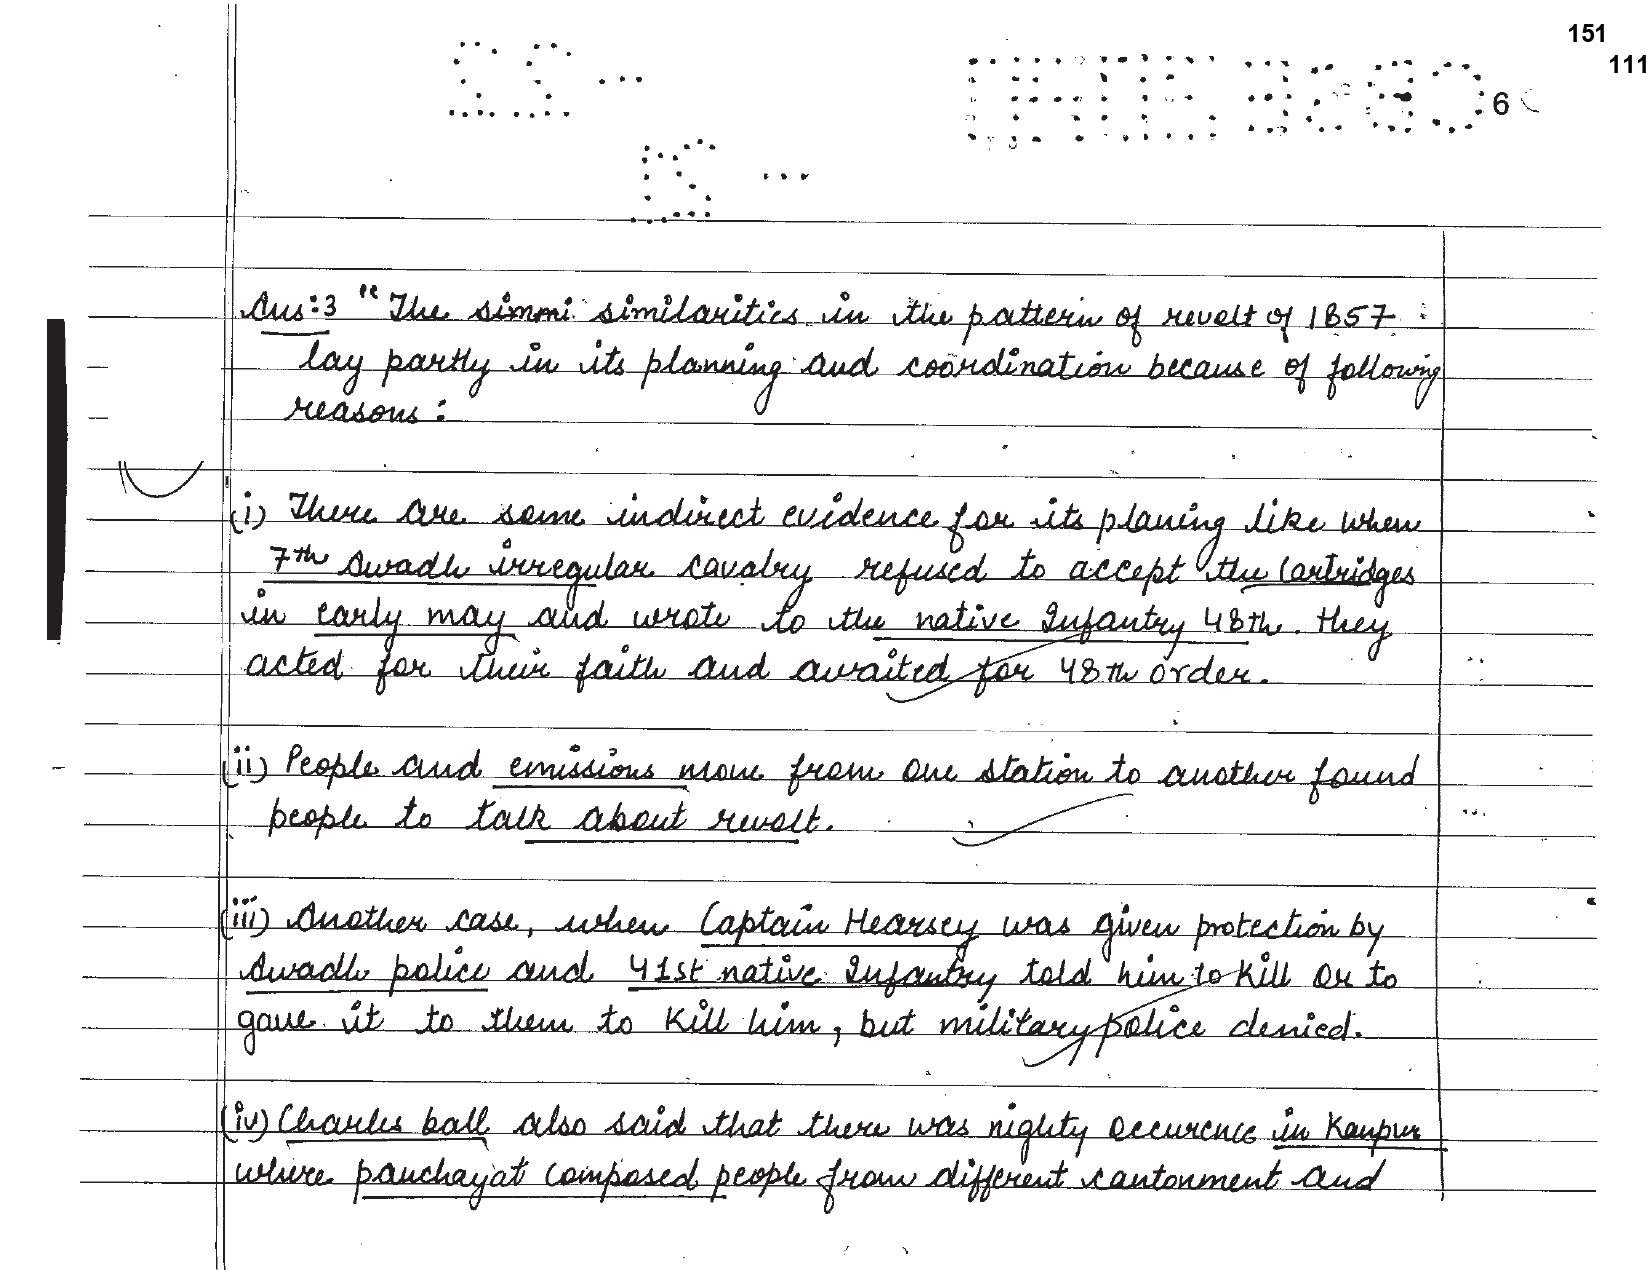 151
111
6
Ans:3 "The simmi similarities in the pattern of revolt of 1857
lay partly in its planning and coordination because of following
reasons:
(i) There are some indirect evidence for its planing like when
7th Awadh irregular cavalry refused to accept the cartridges
in early may and wrote to the native Infantry 48th. they
acted for their faith and awaited for 48th order.
(ii) People and emissions move from one station to another found
people to talk about revolt.
(iii) Another case, when Captain Hearsey was given protection by
Awadh police and 41st native Infantry told him to kill or to
gave it to them to kill him, but military police denied.
(iv) Charles ball also said that there was nighty occurence in Kanpur
where panchayat composed people from different cantonment and